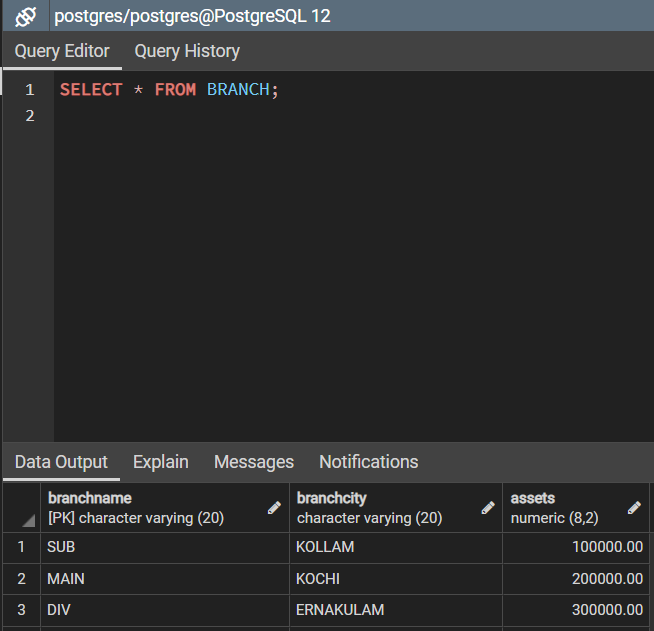 postgres/postgres@PostgreSQL 12
Query Editor Query History
1 SELECT * FROM BRANCH;
2
Data Output Explain Messages Notifications
branchname branchcity assets
[PK] character varying (20) character varying (20) numeric (8,2)
1 SUB KOLLAM 100000.00
2 MAIN KOCHI 200000.00
3 DIV ERNAKULAM 300000.00